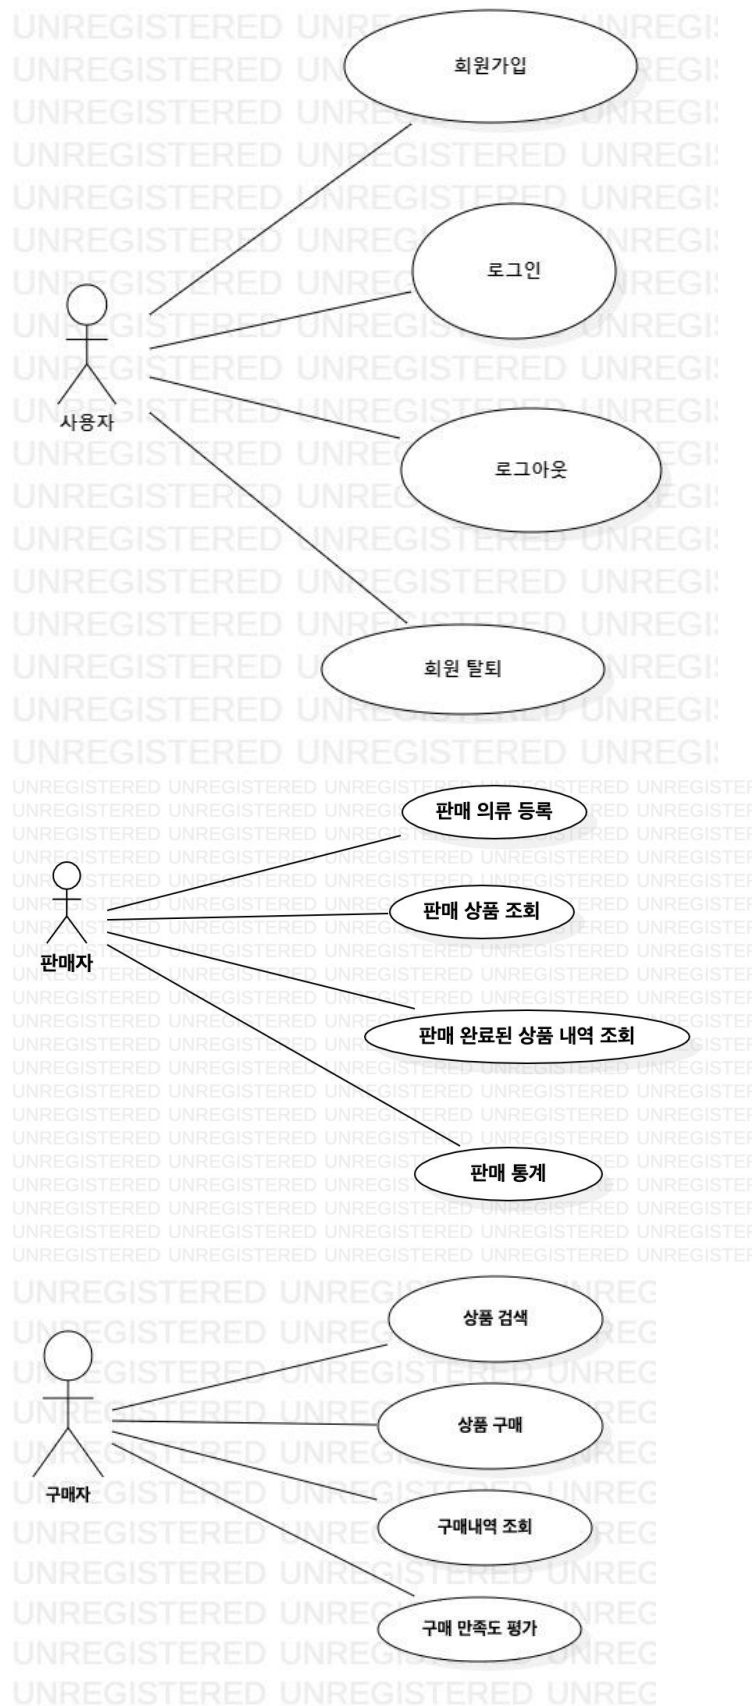 회원가입
로그인
사용자
로그아웃
회원 탈퇴
판매 의류 등록
판매 상품 조회
판매자
판매 완료된 상품 내역 조회
판매 통계
상품 검색
상품 구매
구매자
구매내역 조회
구매 만족도 평가
UNREGISTERED